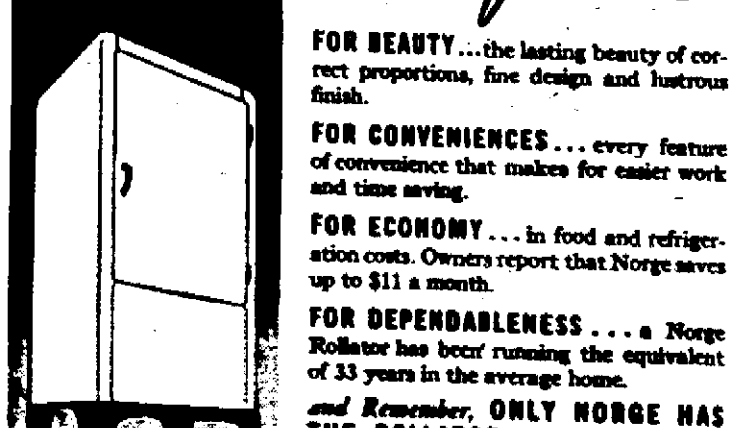 FOR BEAUTY...the lasting beauty of cor-
rect proportions, fine design and lustrous
finish.
FOR CONVENIENCES... every feature
of convenience that makes for easier work
and time saving.
FOR ECONOMY... in food and refriger-
ation costs. Owners report that Norge saves
up to $11 a month.
FOR DEPENDABLENESS.... a Norge
Rollator has been running the equivalent
of 33 years in the average home.
and Remember, ONLY NORGE HAS